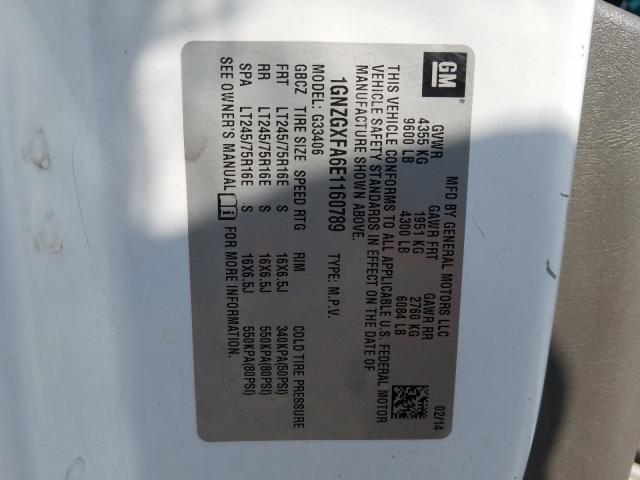 GM ®
MFD BY GENERAL MOTORS LLC 02/14
GVWR GAWR FRT GAWR RR
4355 KG 1951 KG 2760 KG
9600 LB 4300 LB 6084 LB
THIS VEHICLE CONFORMS TO ALL APPLICABLE U.S. FEDERAL MOTOR
VEHICLE SAFETY STANDARDS IN EFFECT ON THE DATE OF
MANUFACTURE SHOWN ABOVE.
1GNZGXFA6E1160789 TYPE: M.P.V.
MODEL: G33406
GBCZ TIRE SIZE SPEED RTG RIM COLD TIRE PRESSURE
FRT LT245/75R16E S 16X6.5J 340KPA(50PSI)
RR LT245/75R16E S 16X6.5J 550KPA(80PSI)
SPA LT245/75R16E S 16X6.5J 550KPA(80PSI)
SEE OWNER'S MANUAL FOR MORE INFORMATION.